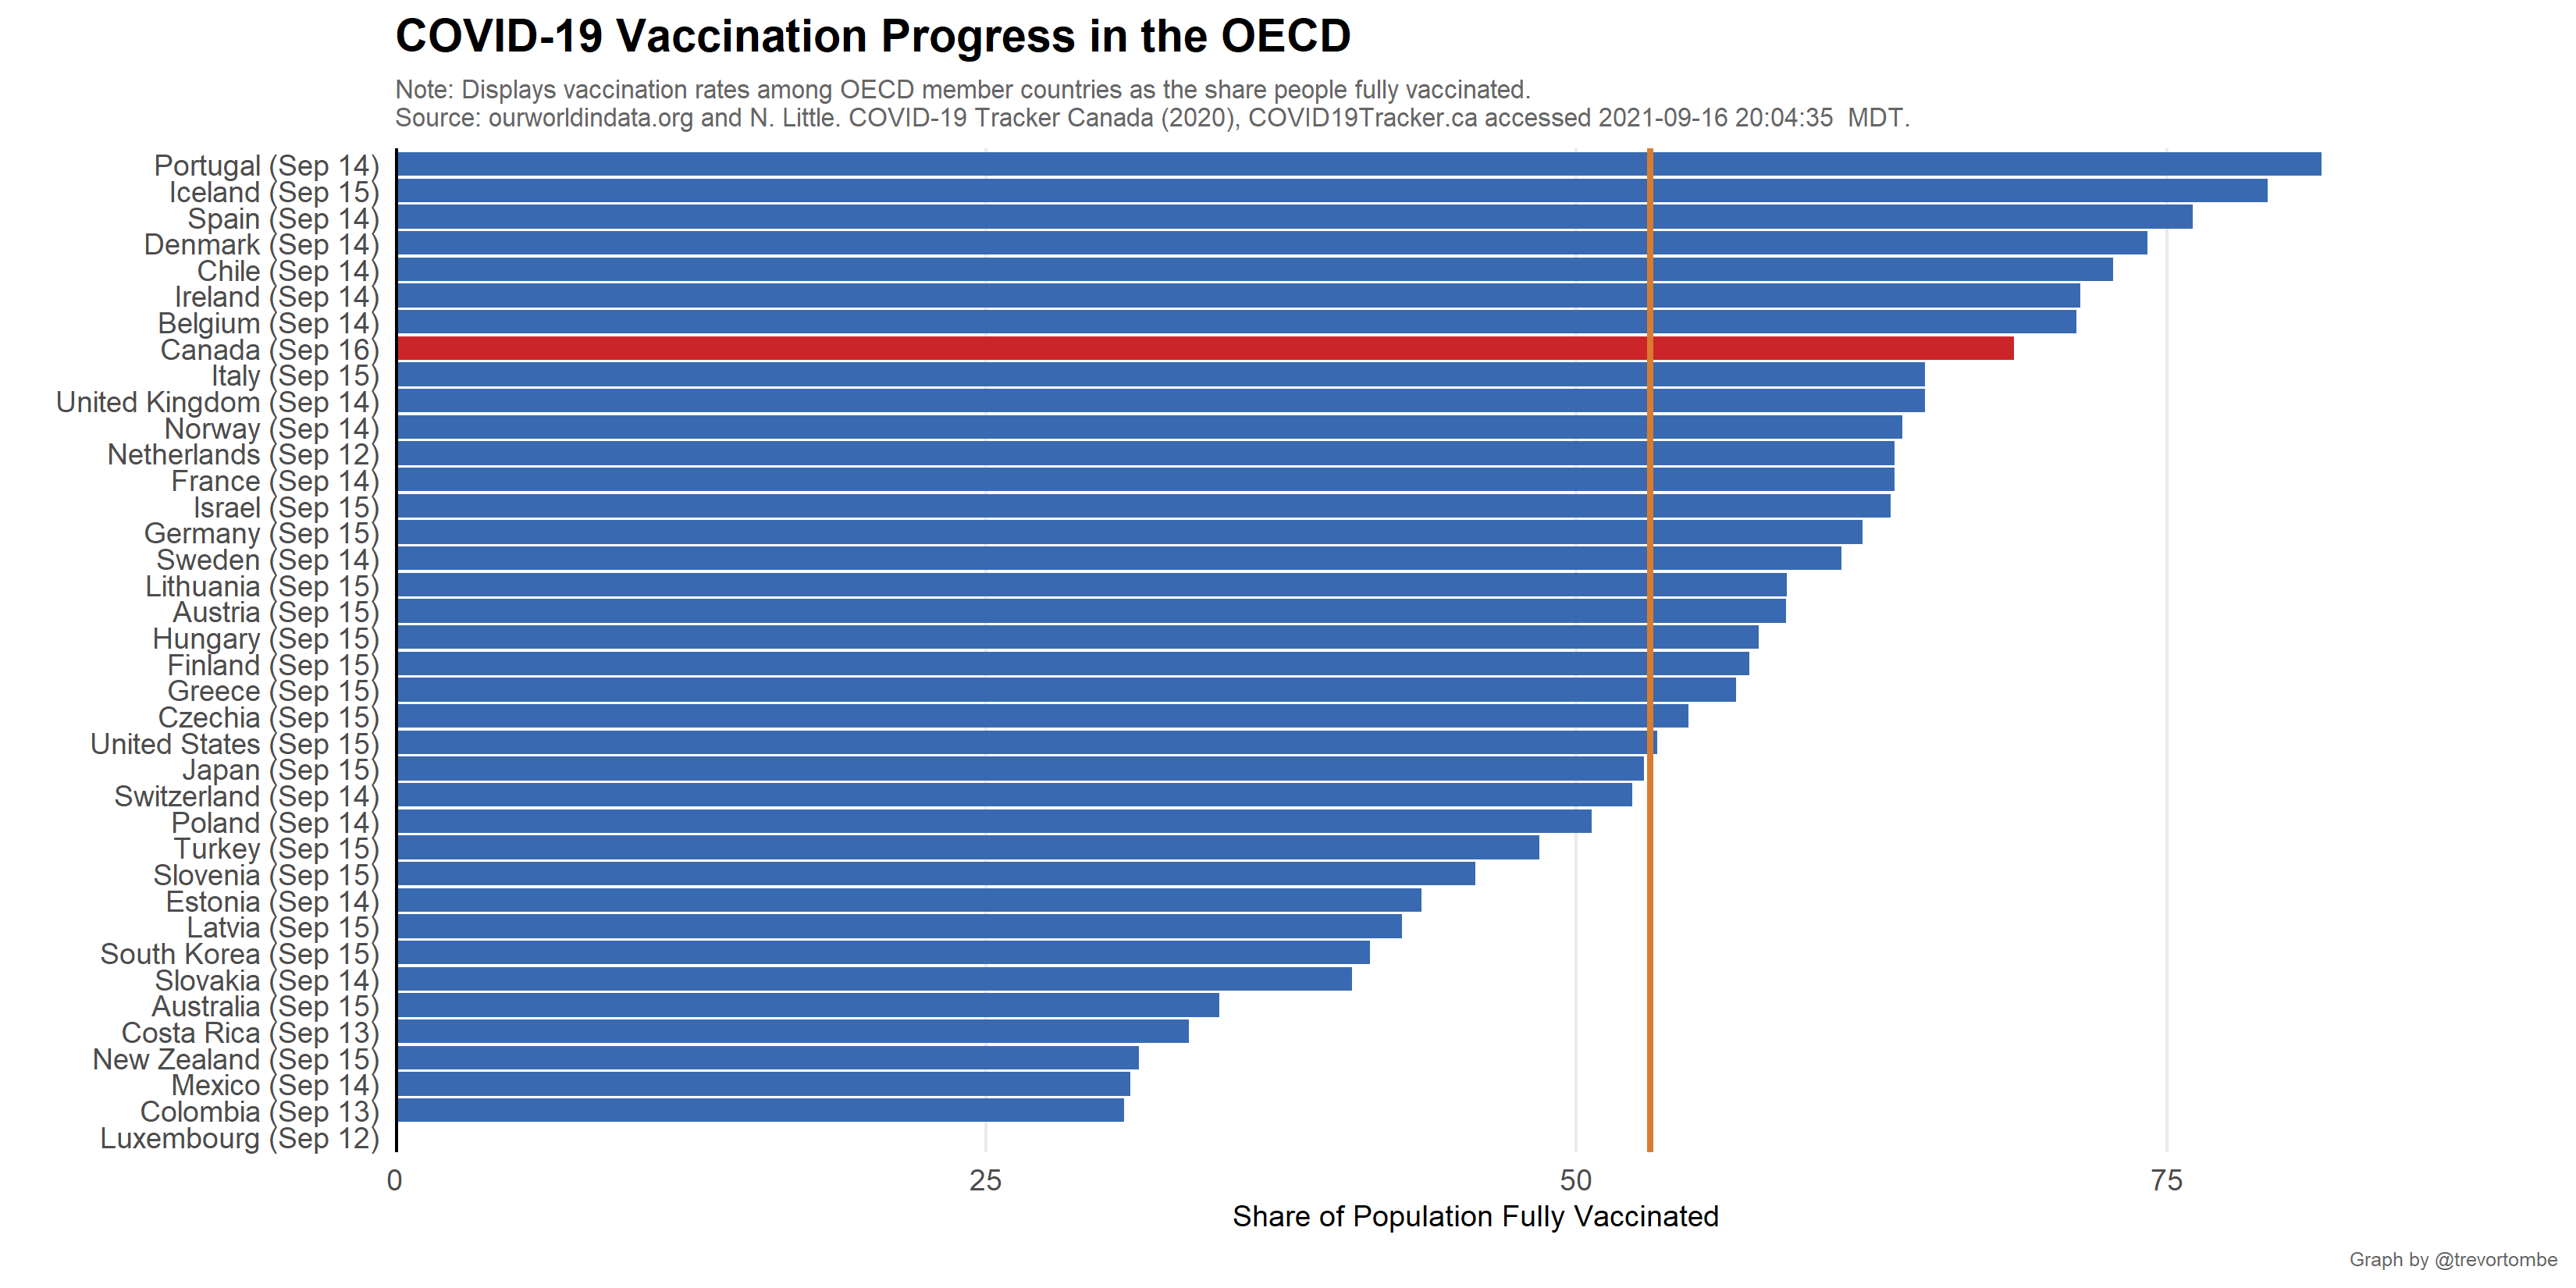 COVID-19 Vaccination Progress in the OECD
Note: Displays vaccination rates among OECD member countries as the share people fully vaccinated.
Source: ourworldindata.org and N. Little. COVID-19 Tracker Canada (2020), COVID19Tracker.ca accessed 2021-09-16 20:04:35  MDT.
Portugal (Sep 14)
Iceland (Sep 15)
Spain (Sep 14)
Denmark (Sep 14)
Chile (Sep 14)
Ireland (Sep 14)
Belgium (Sep 14)
Canada (Sep 16)
Italy (Sep 15)
United Kingdom (Sep 14)
Norway (Sep 14)
Netherlands (Sep 12)
France (Sep 14)
Israel (Sep 15)
Germany (Sep 15)
Sweden (Sep 14)
Lithuania (Sep 15)
Austria (Sep 15)
Hungary (Sep 15)
Finland (Sep 15)
Greece (Sep 15)
Czechia (Sep 15)
United States (Sep 15)
Japan (Sep 15)
Switzerland (Sep 14)
Poland (Sep 14)
Turkey (Sep 15)
Slovenia (Sep 15)
Estonia (Sep 14)
Latvia (Sep 15)
South Korea (Sep 15)
Slovakia (Sep 14)
Australia (Sep 15)
Costa Rica (Sep 13)
New Zealand (Sep 15)
Mexico (Sep 14)
Colombia (Sep 13)
Luxembourg (Sep 12)
0 25 50 75
Share of Population Fully Vaccinated
Graph by @trevortombe